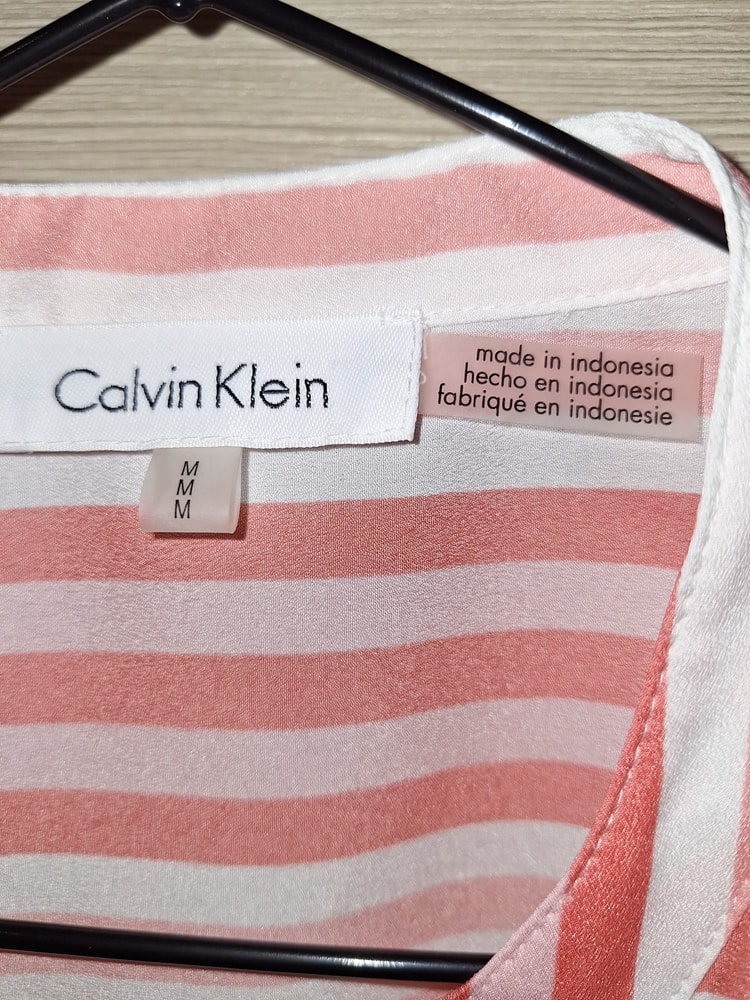 Calvin Klein
made in indonesia
hecho en indonesia
fabriqué en indonesie
M
M
M